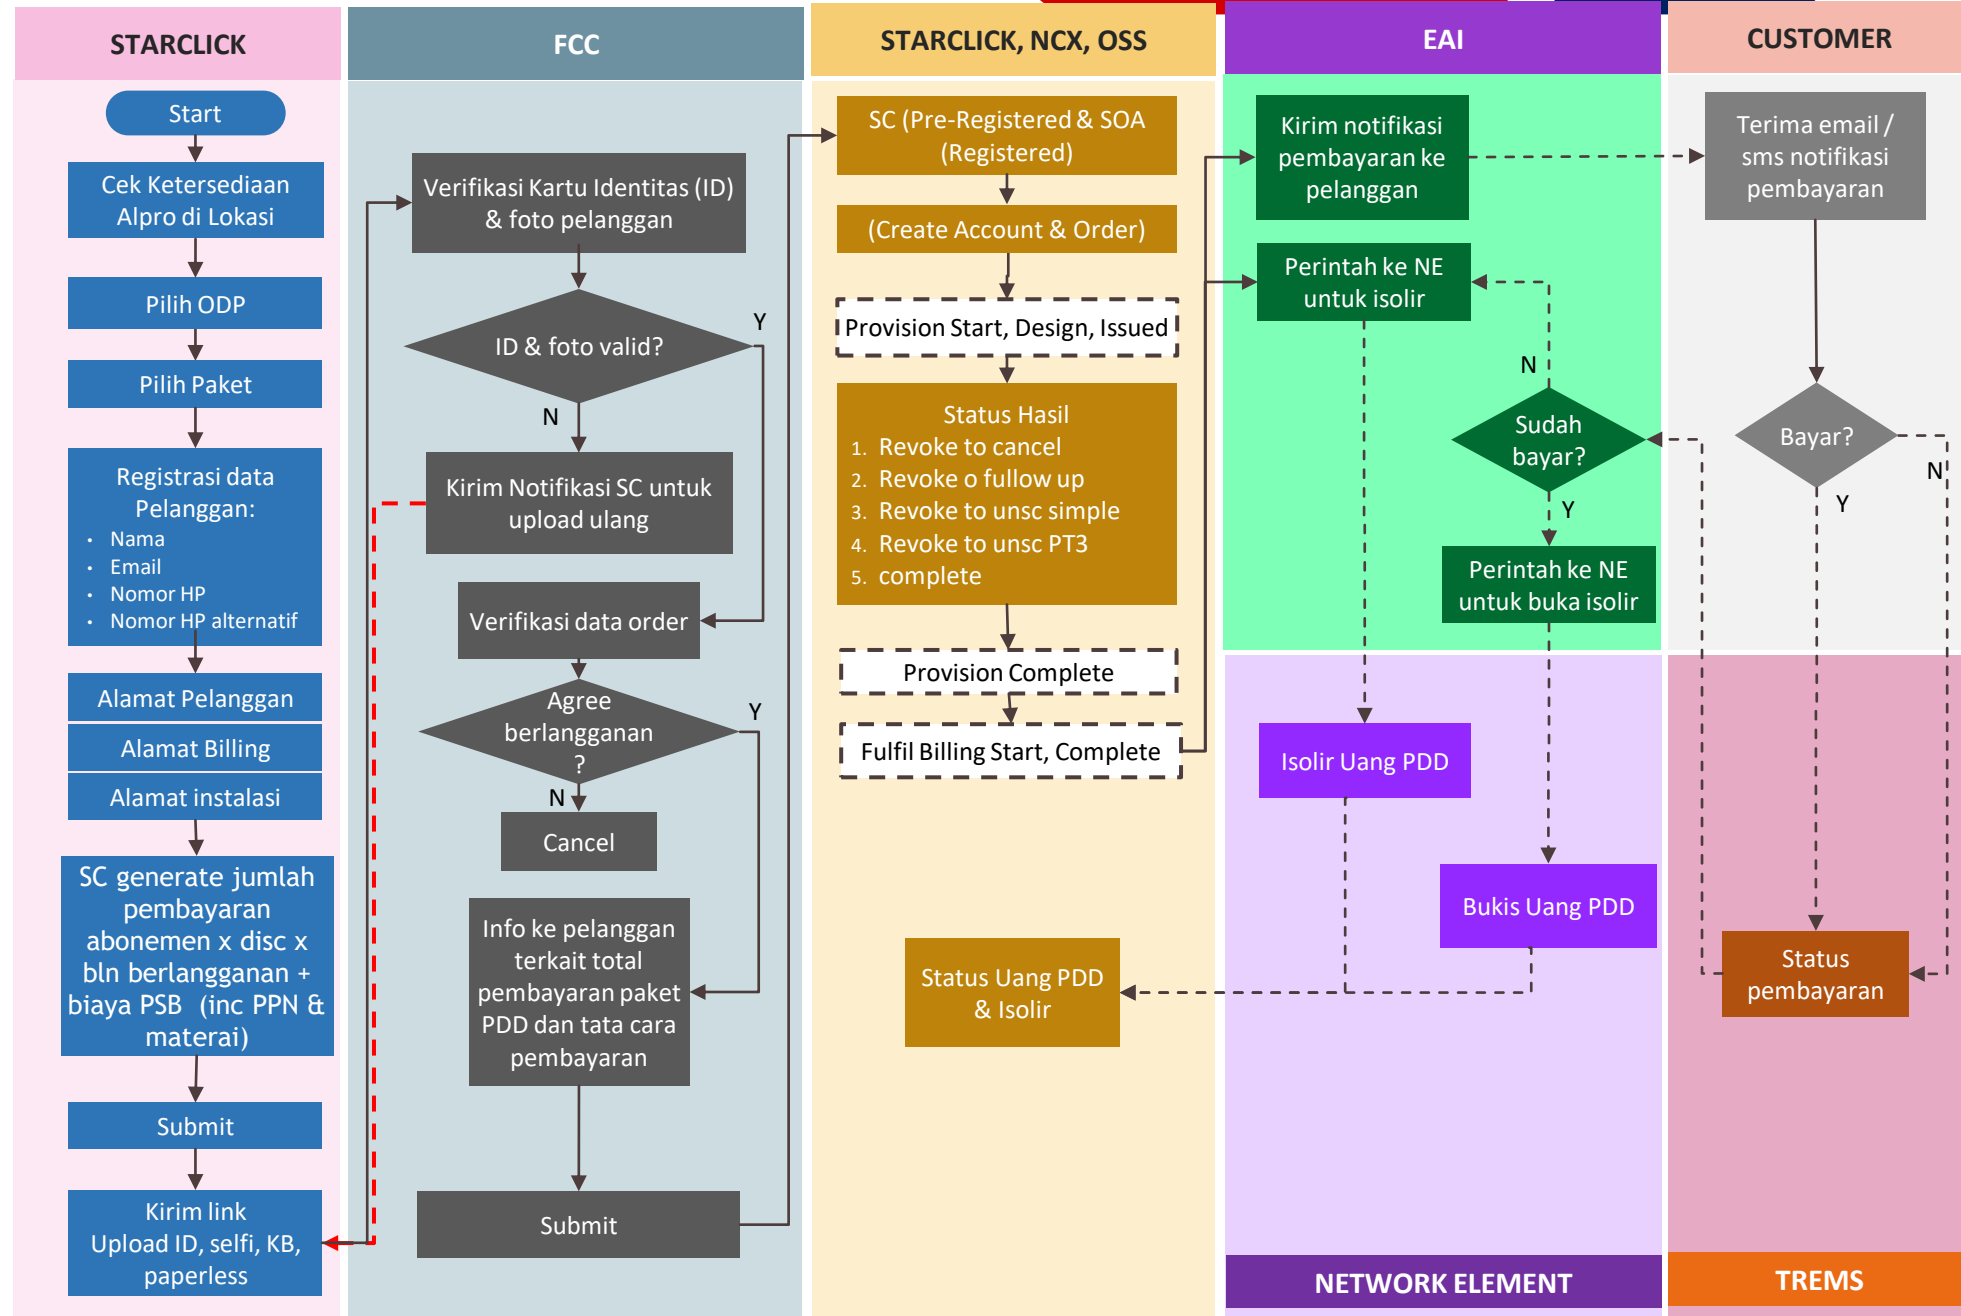 STARCLICK
Start
Cek Ketersediaan
Alpro di Lokasi
Pilih ODP
Pilih Paket
Registrasi data
Pelanggan:
• Nama
• Email
• Nomor HP
• Nomor HP alternatif
Alamat Pelanggan
Alamat Billing
Alamat instalasi
SC generate jumlah
pembayaran
abonemen x disc x
bln berlangganan +
biaya PSB (inc PPN &
materai)
Submit
Kirim link
Upload ID, selfi, KB,
paperless
FCC
Verifikasi Kartu Identitas (ID)
& foto pelanggan
ID & foto valid?
Y
N
Kirim Notifikasi SC untuk
upload ulang
Verifikasi data order
Agree
berlangganan
?
Y
N
Cancel
Info ke pelanggan
terkait total
pembayaran paket
PDD dan tata cara
pembayaran
Submit
STARCLICK, NCX, OSS
SC (Pre-Registered & SOA
(Registered)
(Create Account & Order)
Provision Start, Design, Issued
Status Hasil
1. Revoke to cancel
2. Revoke o fullow up
3. Revoke to unsc simple
4. Revoke to unsc PT3
5. complete
Provision Complete
Fulfil Billing Start, Complete
Status Uang PDD
& Isolir
EAI
Kirim notifikasi
pembayaran ke
pelanggan
Perintah ke NE
untuk isolir
N
Sudah
bayar?
Y
Perintah ke NE
untuk buka isolir
Isolir Uang PDD
Bukis Uang PDD
NETWORK ELEMENT
CUSTOMER
Terima email /
sms notifikasi
pembayaran
Bayar?
N
Y
Status
pembayaran
TREMS